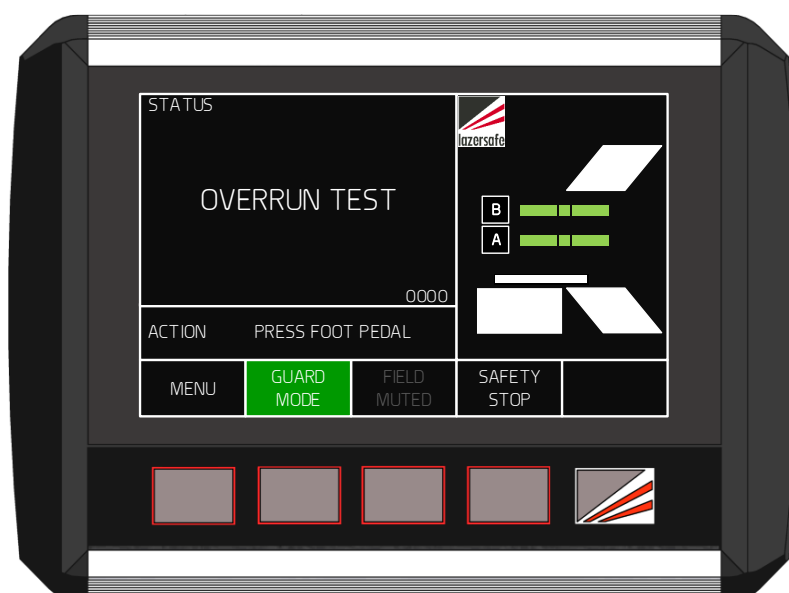 STATUS
lazersafe
OVERRUN TEST
B
A
0000
ACTION PRESS FOOT PEDAL
MENU
GUARD
MODE
FIELD
MUTED
SAFETY
STOP